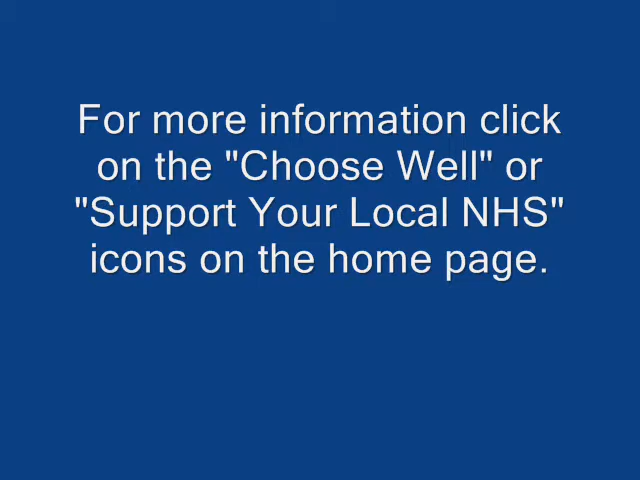 For more information click
on the "Choose Well" or
"Support Your Local NHS"
icons on the home page.